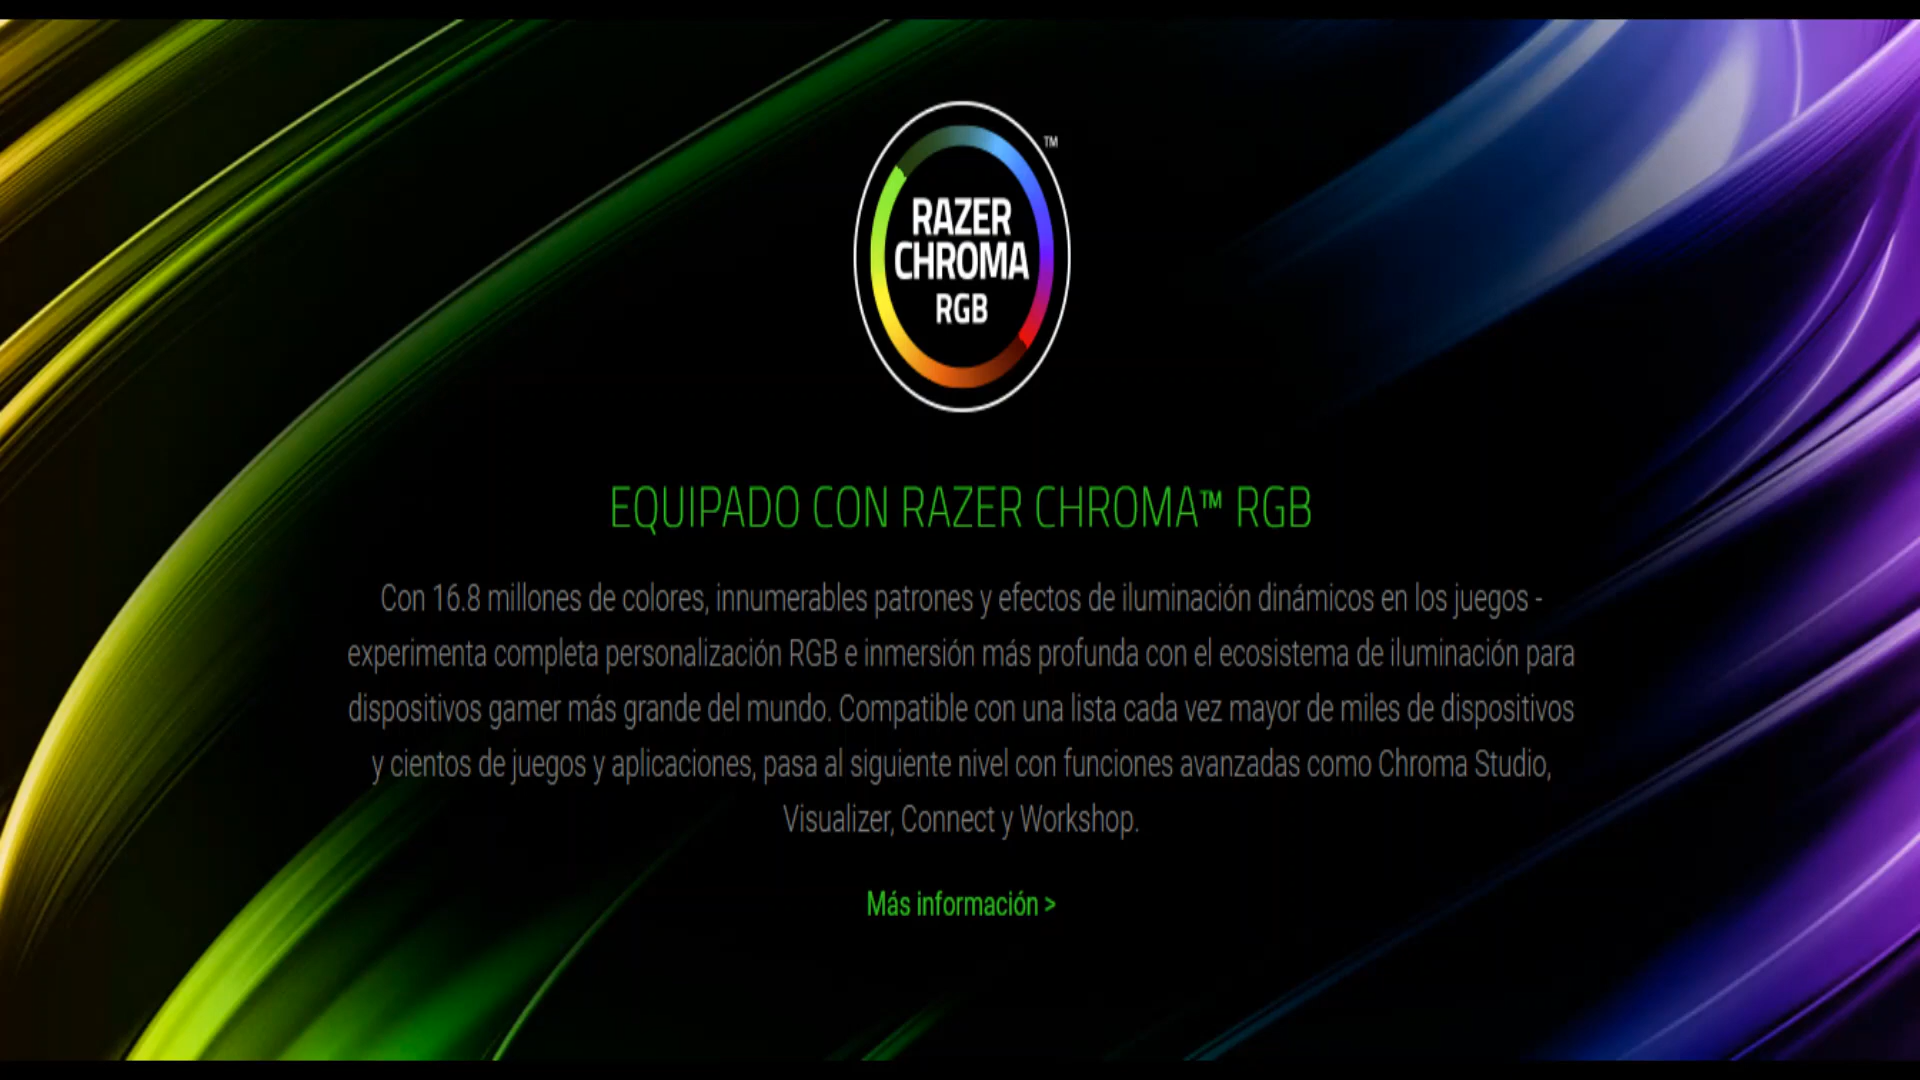 RAZER
CHROMA
RGB
™
EQUIPADO CON RAZER CHROMA™ RGB
Con 16.8 millones de colores, innumerables patrones y efectos de iluminación dinámicos en los juegos -
experimenta completa personalización RGB e inmersión más profunda con el ecosistema de iluminación para
dispositivos gamer más grande del mundo. Compatible con una lista cada vez mayor de miles de dispositivos
y cientos de juegos y aplicaciones, pasa al siguiente nivel con funciones avanzadas como Chroma Studio,
Visualizer, Connect y Workshop.
Más información >